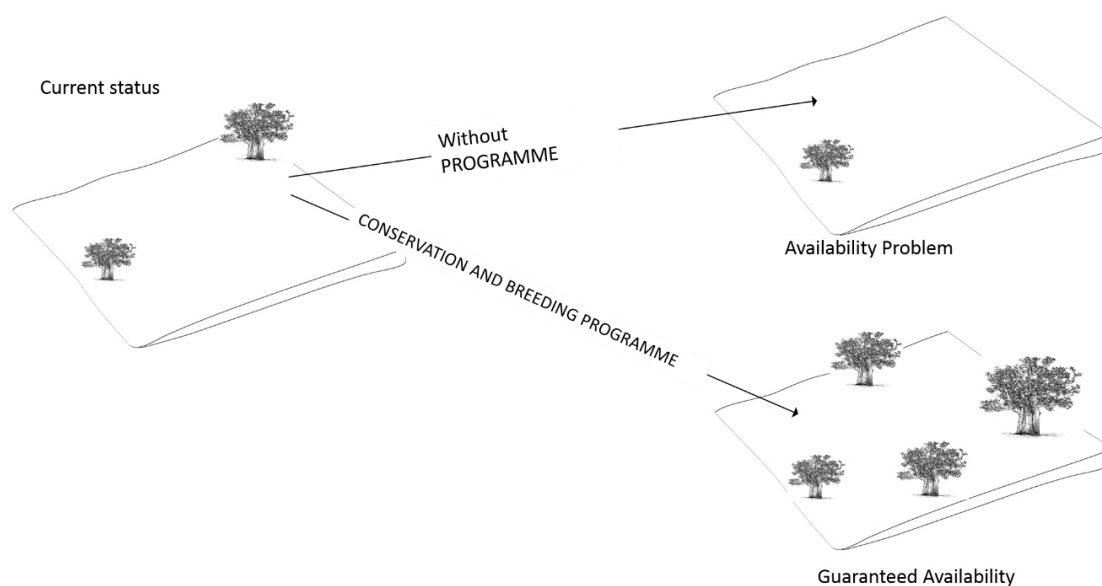 Current status
Without
PROGRAMME
CONSERVATION AND BREEDING PROGRAMME
Availability Problem
Guaranteed Availability